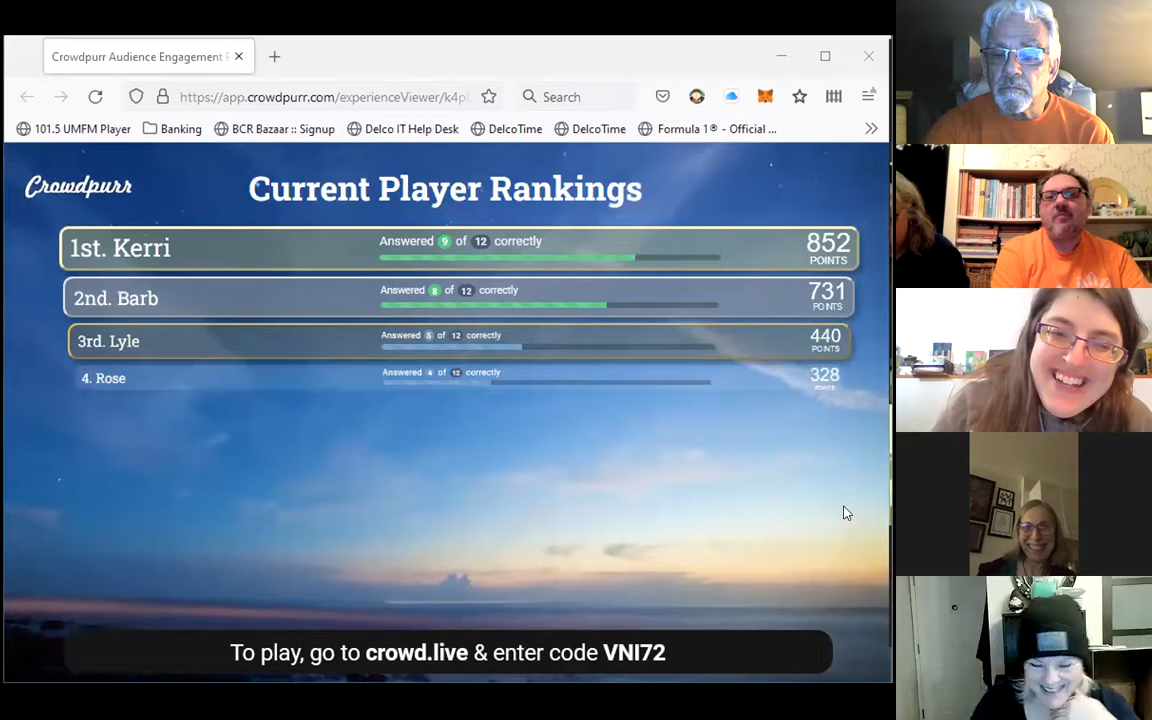 Crowdpurr Audience Engagement
https://app.crowdpurr.com/experienceViewer/k4pl
Search
101.5 UMFM Player
Banking
BCR Bazaar :: Signup
Delco IT Help Desk
DelcoTime
DelcoTime
Formula 1® - Official ...
Crowdpurr
Current Player Rankings
1st. Kerri
Answered 9 of 12 correctly
852
POINTS
2nd. Barb
Answered 8 of 12 correctly
731
POINTS
3rd. Lyle
Answered 5 of 12 correctly
440
POINTS
4. Rose
Answered 4 of 12 correctly
328
POINTS
To play, go to crowd.live & enter code VNI72